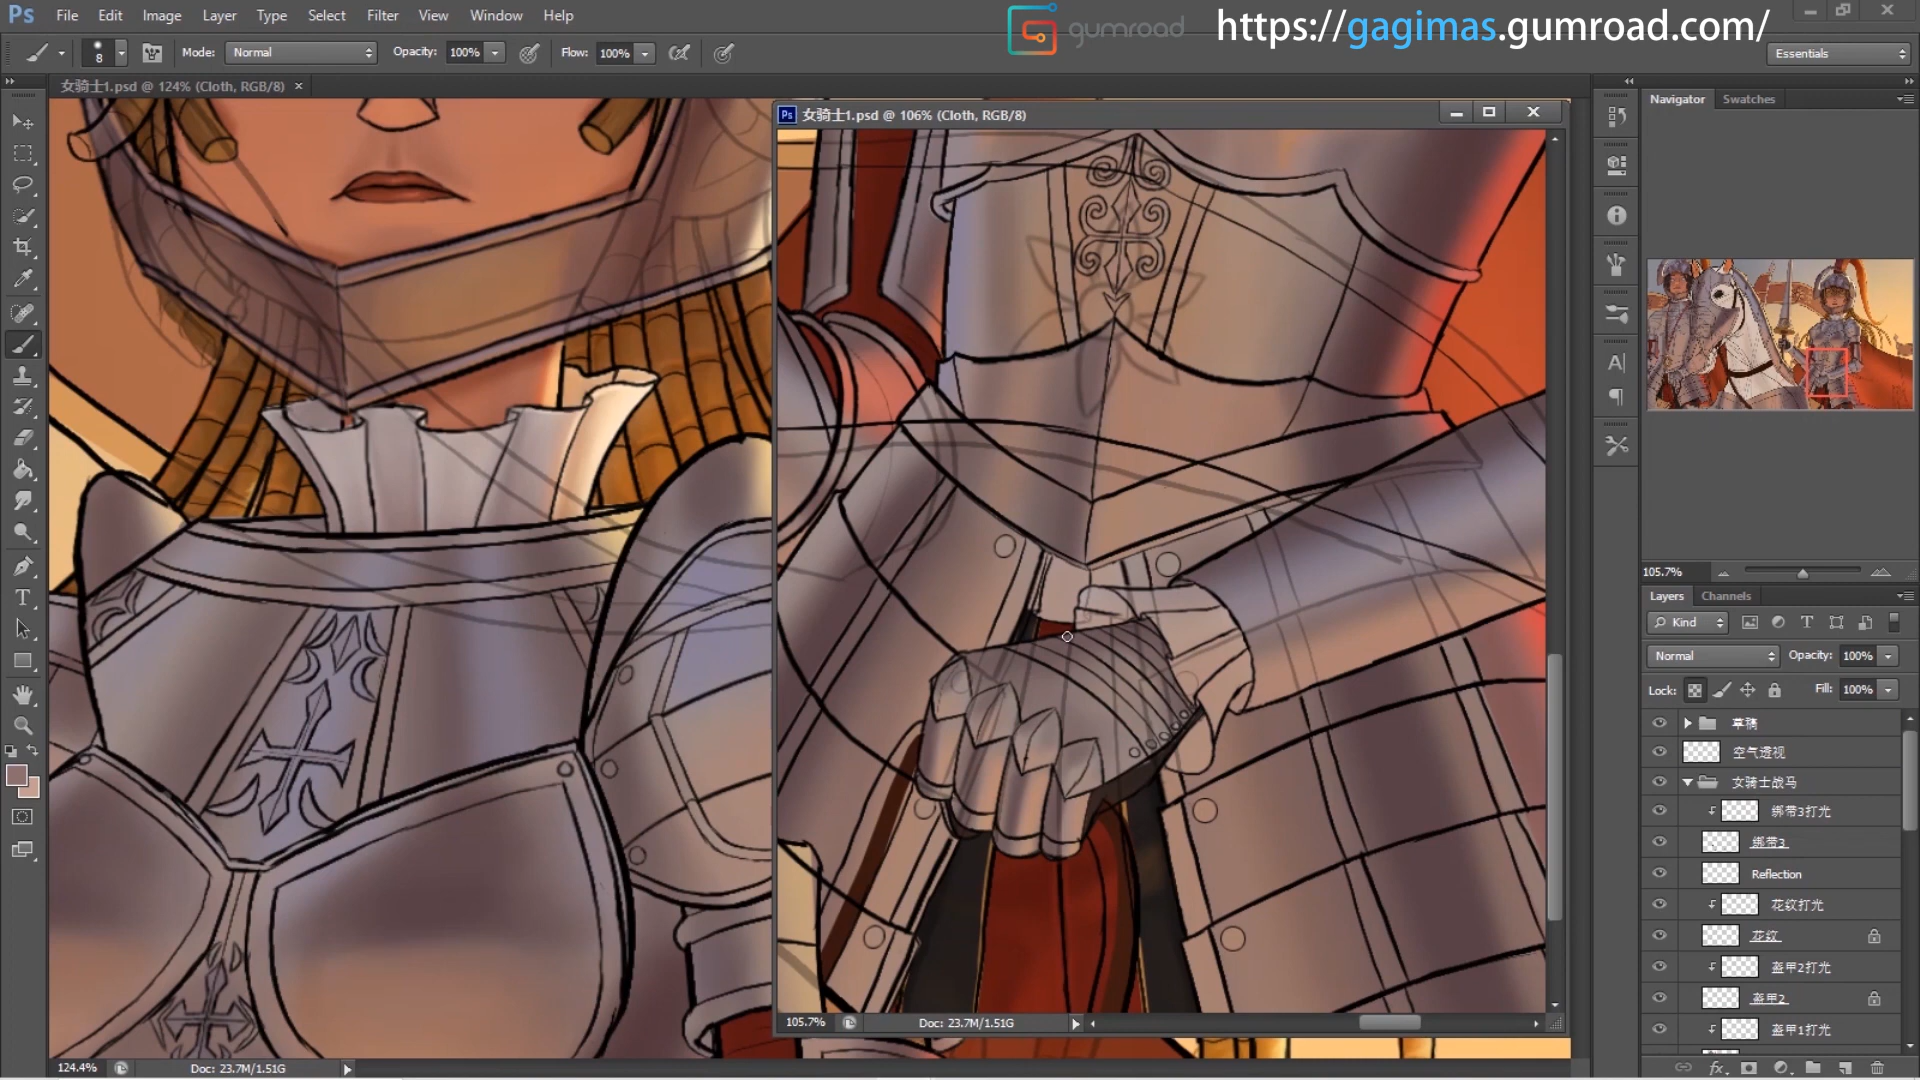 Ps File Edit Image Layer Type Select Filter View Window Help
gumroad https://gagimas.gumroad.com/
8 Mode: Normal Opacity: 100% Flow: 100% Essentials
女骑士1.psd @ 124% (Cloth, RGB/8) ×
Navigator Swatches
Ps 女骑士1.psd @ 106% (Cloth, RGB/8)
105.7%
Layers Channels
Kind
Normal Opacity: 100%
Lock: Fill: 100%
草稿
空气透视
女骑士战马
绑带3打光
绑带3
Reflection
花纹打光
花纹
盔甲2打光
盔甲2
盔甲1打光
105.7% Doc: 23.7M/1.51G
124.4% Doc: 23.7M/1.51G